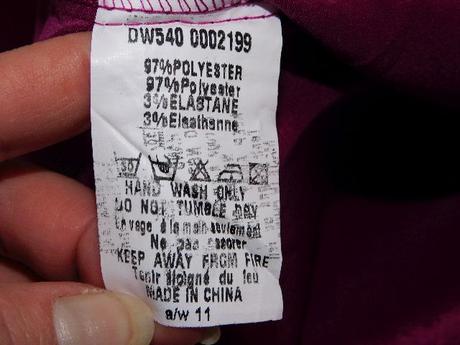 DW540 0002199
97%POLYESTER
97%Polyester
3%ELASTANE
3%Elasthanne
HAND WASH ONLY
DO NOT TUMBLE DRY
Lavage à la main seulement
Ne pas essorer
KEEP AWAY FROM FIRE
Tenir éloigné du feu
MADE IN CHINA
a/w 11